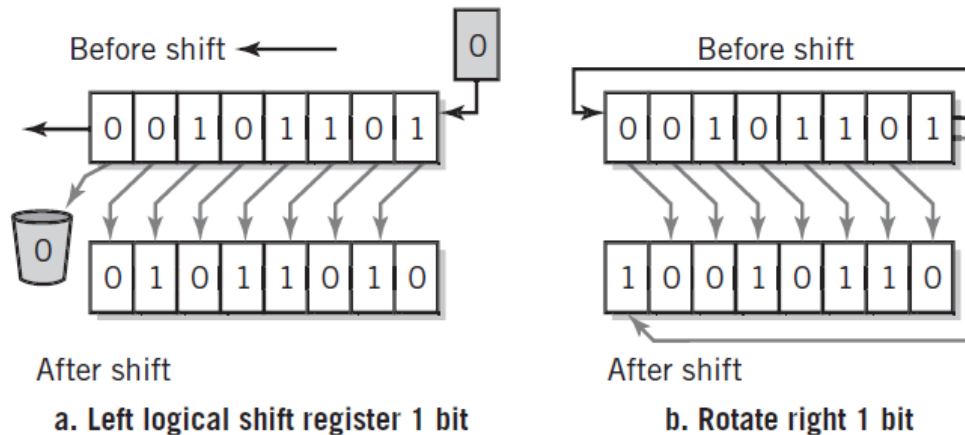 Before shift
0
0 0 1 0 1 1 0 1
0
0 1 0 1 1 0 1 0
After shift
a. Left logical shift register 1 bit
Before shift
0 0 1 0 1 1 0 1
1 0 0 1 0 1 1 0
After shift
b. Rotate right 1 bit